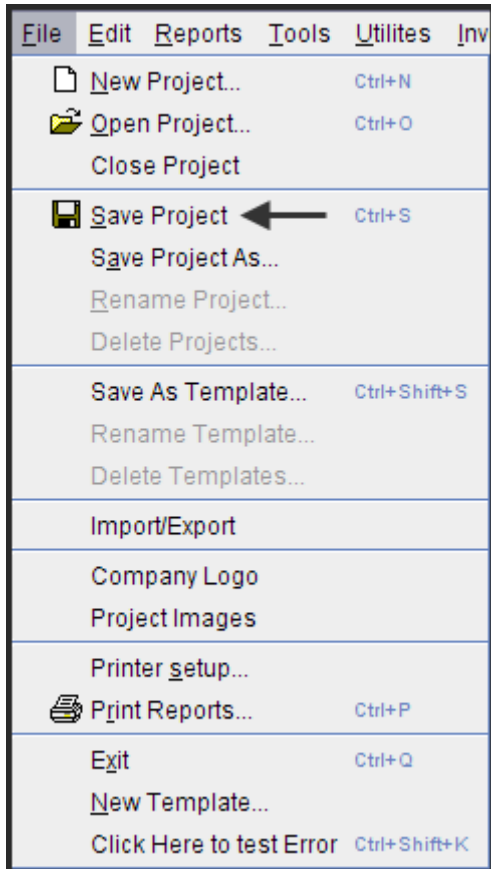 File Edit Reports Tools Utilites Inv
New Project... Ctrl+N
Open Project... Ctrl+O
Close Project
Save Project Ctrl+S
Save Project As...
Rename Project...
Delete Projects...
Save As Template... Ctrl+Shift+S
Rename Template...
Delete Templates...
Import/Export
Company Logo
Project Images
Printer setup...
Print Reports... Ctrl+P
Exit Ctrl+Q
New Template...
Click Here to test Error Ctrl+Shift+K